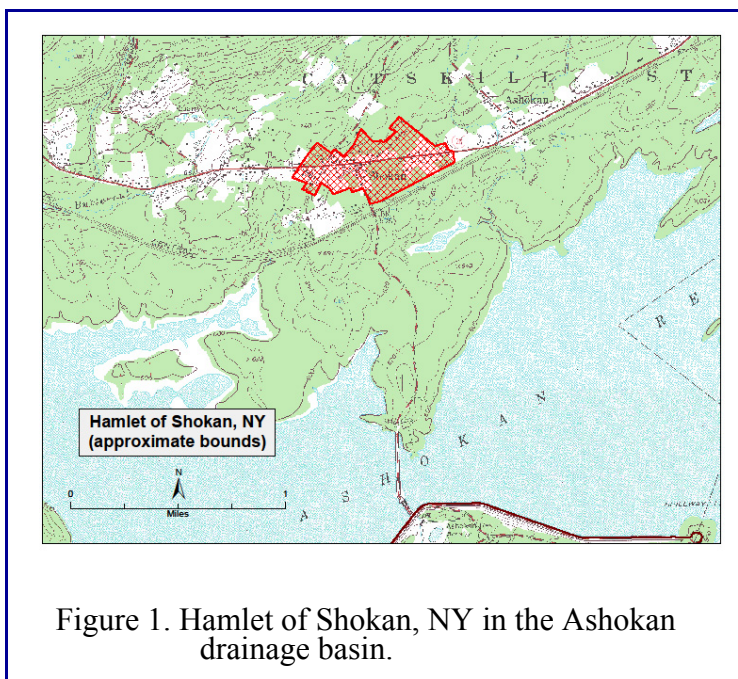 C A T S K I L L S T
Ashokan
Shokan
R E
A S H O K A N
Hamlet of Shokan, NY
(approximate bounds)
N
0 1
Miles
Ashokan
Figure 1. Hamlet of Shokan, NY in the Ashokan
drainage basin.